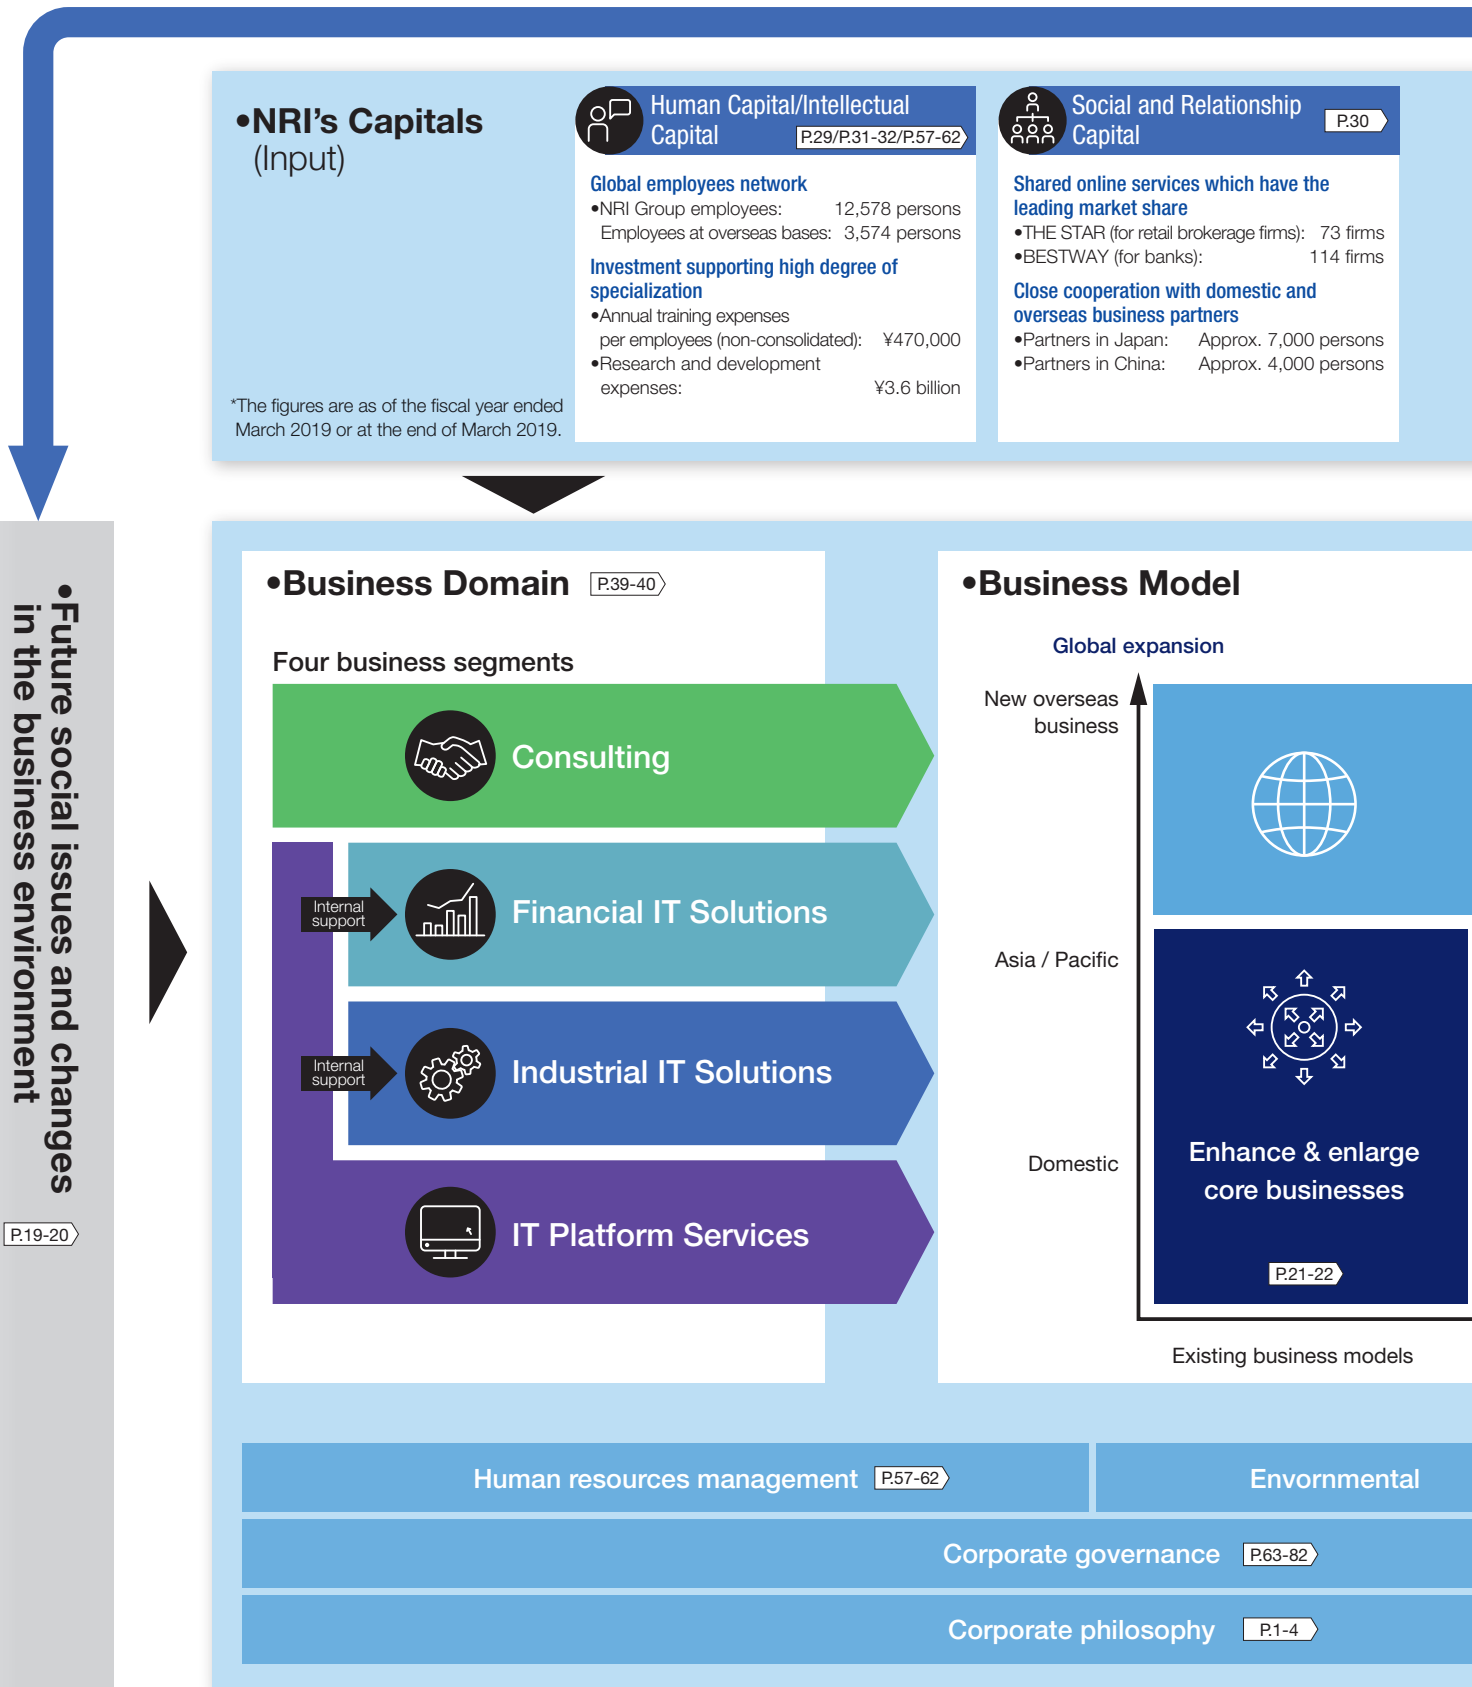 •NRI's Capitals
(Input)
*The figures are as of the fiscal year ended
March 2019 or at the end of March 2019.
Human Capital/Intellectual
Capital P.29/P.31-32/P.57-62
Global employees network
•NRI Group employees: 12,578 persons
Employees at overseas bases: 3,574 persons
Investment supporting high degree of
specialization
•Annual training expenses
per employees (non-consolidated): ¥470,000
•Research and development
expenses: ¥3.6 billion
Social and Relationship
Capital P.30
Shared online services which have the
leading market share
•THE STAR (for retail brokerage firms): 73 firms
•BESTWAY (for banks): 114 firms
Close cooperation with domestic and
overseas business partners
•Partners in Japan: Approx. 7,000 persons
•Partners in China: Approx. 4,000 persons
•Future social issues and changes
in the business environment
P.19-20
•Business Domain P.39-40
Four business segments
Consulting
Internal
support
Financial IT Solutions
Internal
support
Industrial IT Solutions
IT Platform Services
•Business Model
Global expansion
New overseas
business
Asia / Pacific
Domestic
Enhance & enlarge
core businesses
P.21-22
Existing business models
Human resources management P.57-62
Envornmental
Corporate governance P.63-82
Corporate philosophy P.1-4